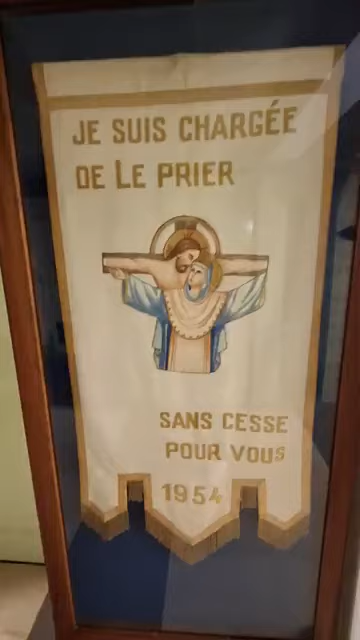 JE SUIS CHARGÉE
DE LE PRIER
SANS CESSE
POUR VOUS
1954